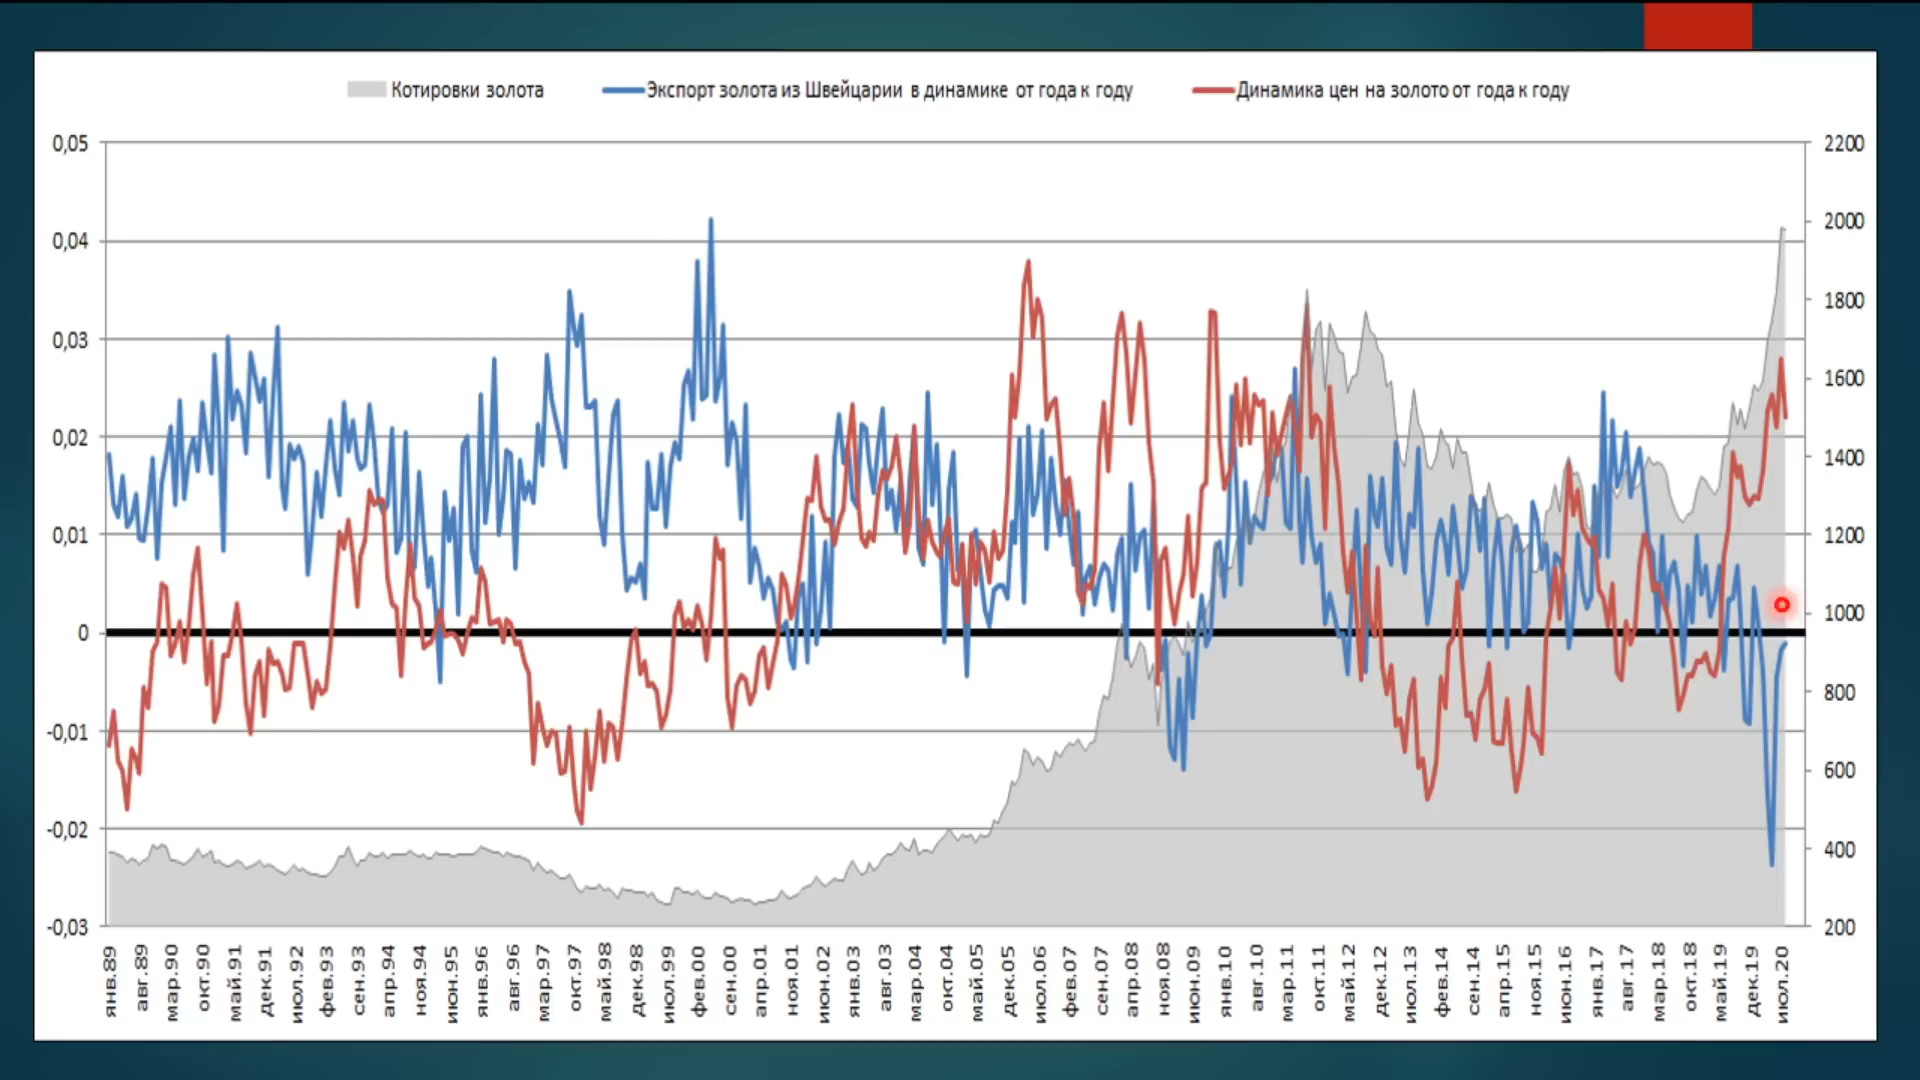 Котировки золота
Экспорт золота из Швейцарии в динамике от года к году
Динамика цен на золото от года к году
0,05
0,04
0,03
0,02
0,01
0
-0,01
-0,02
-0,03
2200
2000
1800
1600
1400
1200
1000
800
600
400
200
янв.89
авг.89
мар.90
окт.90
май.91
дек.91
июл.92
фев.93
сен.93
апр.94
ноя.94
июн.95
янв.96
авг.96
мар.97
окт.97
май.98
дек.98
июл.99
фев.00
сен.00
апр.01
ноя.01
июн.02
янв.03
авг.03
мар.04
окт.04
май.05
дек.05
июл.06
фев.07
сен.07
апр.08
ноя.08
июн.09
янв.10
авг.10
мар.11
окт.11
май.12
дек.12
июл.13
фев.14
сен.14
апр.15
ноя.15
июн.16
янв.17
авг.17
мар.18
окт.18
май.19
дек.19
июл.20